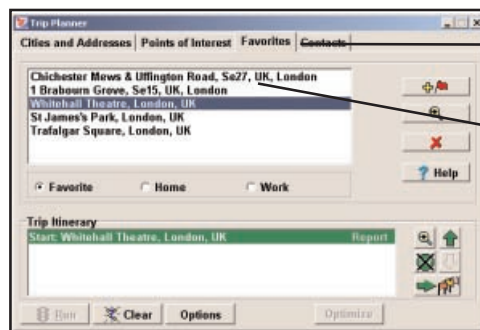 Trip Planner
Cities and Addresses Points of Interest Favorites Contacts
Chichester Mews & Uffington Road, Se27, UK, London
1 Brabourn Grove, Se15, UK, London
Whitehall Theatre, London, UK
St James's Park, London, UK
Trafalgar Square, London, UK
? Help
Favorite Home Work
Trip Itinerary
Start: Whitehall Theatre, London, UK Report
Run Clear Options Optimize